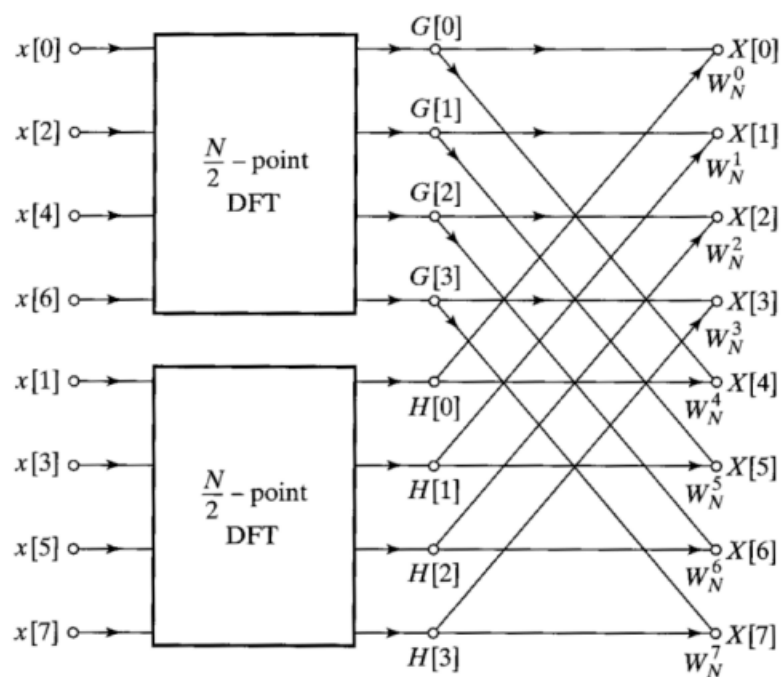 G[0]
x[0] X[0]
W_N^0
G[1]
x[2] X[1]
N/2 – point
DFT
W_N^1
G[2]
x[4] X[2]
W_N^2
G[3]
x[6] X[3]
W_N^3
x[1] H[0] X[4]
W_N^4
x[3] H[1] X[5]
N/2 – point
DFT
W_N^5
x[5] H[2] X[6]
W_N^6
x[7] H[3] X[7]
W_N^7